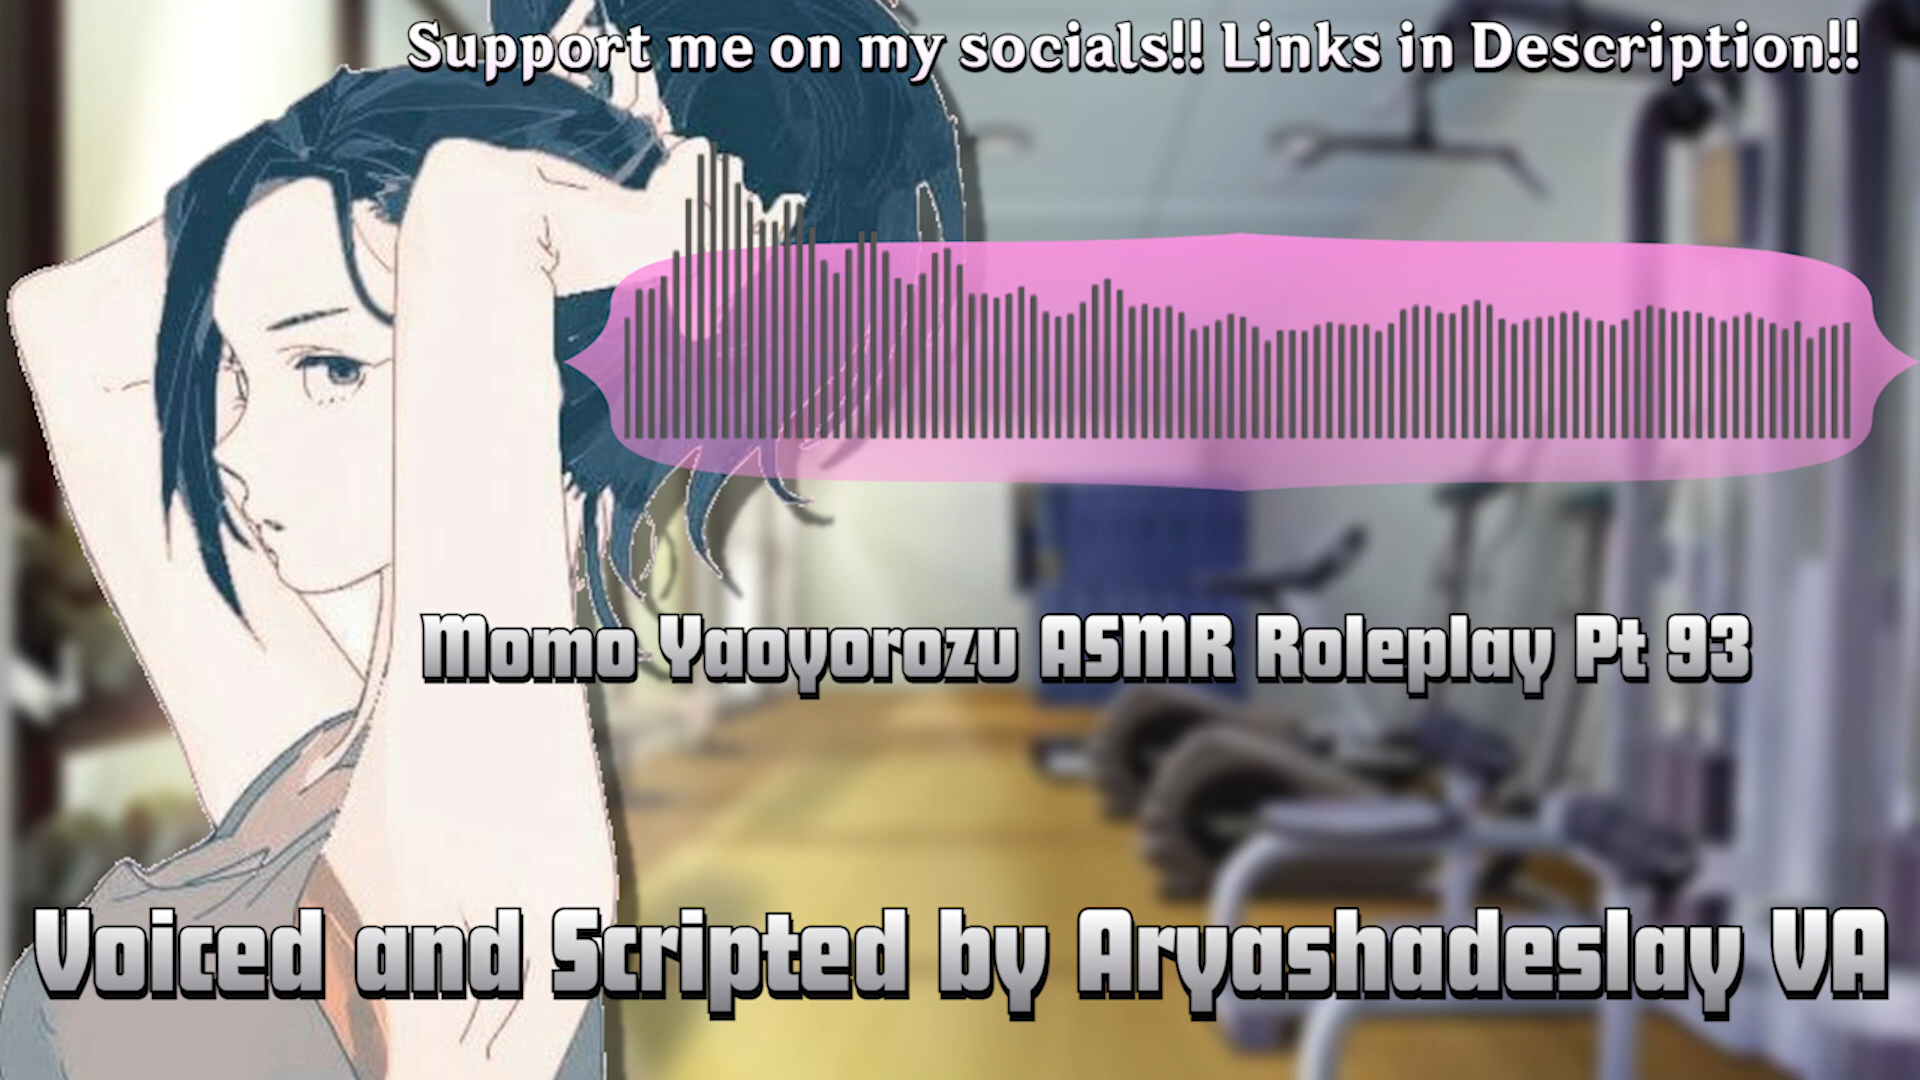 Support me on my socials!! Links in Description!!
Momo Yaoyorozu ASMR Roleplay Pt 93
Voiced and Scripted by Aryashadeslay VA